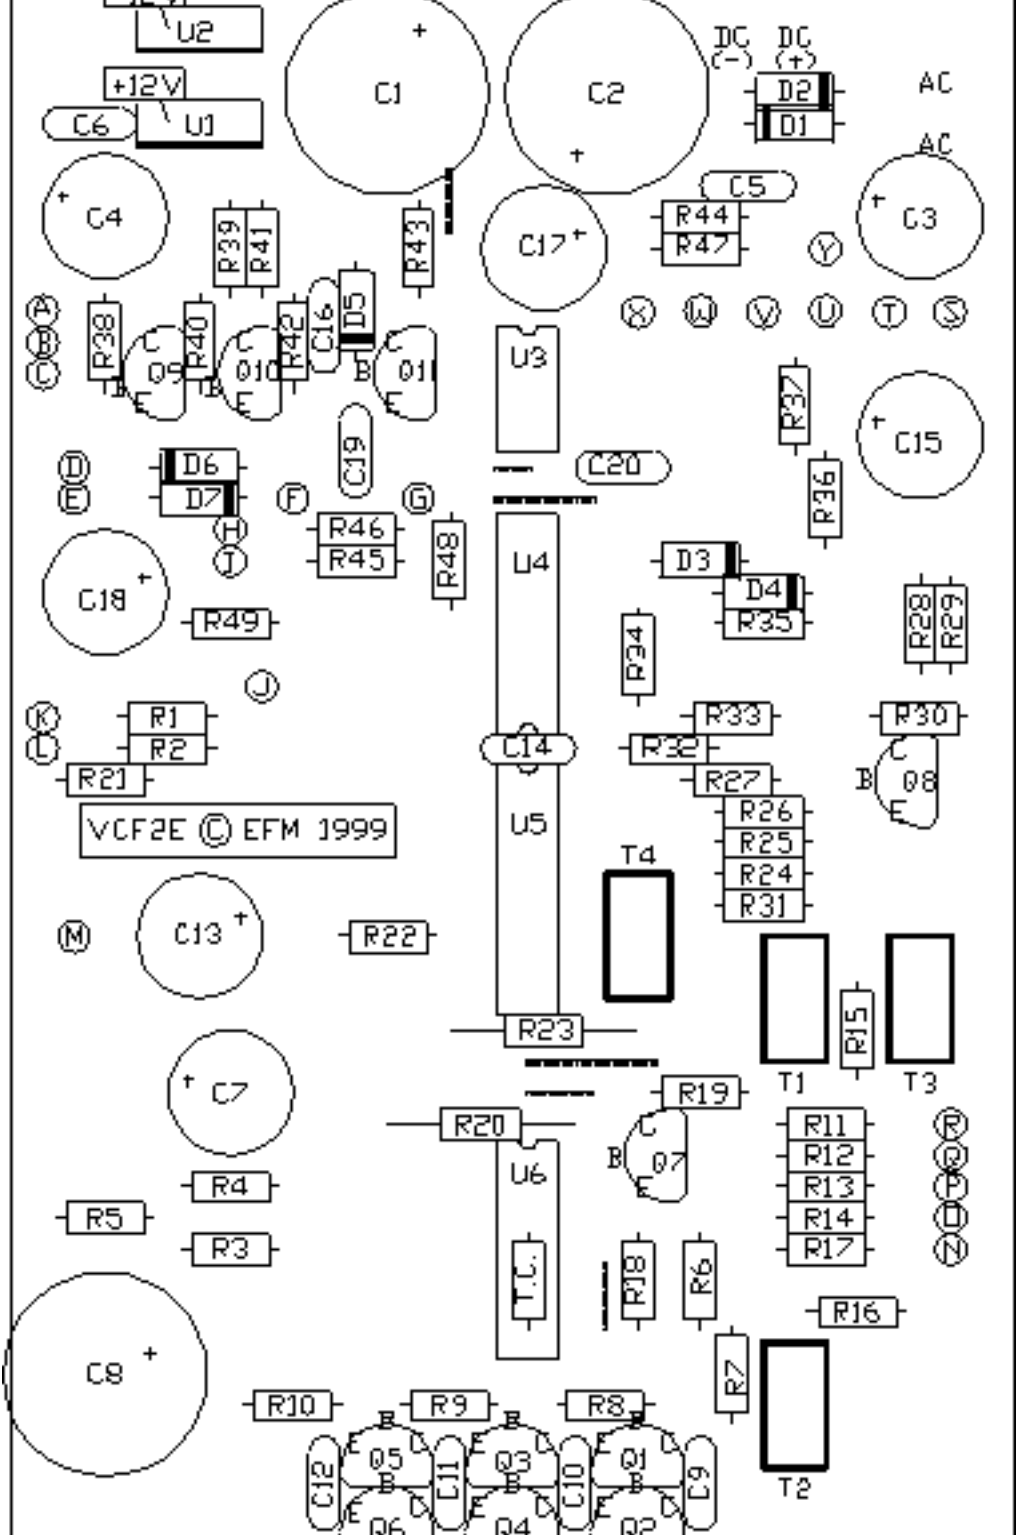 U2
DC DC
(-) (+)
+12V
C1
C2
D2
AC
C6
U1
D1
AC
C5
C4
R39
R41
R43
C17
R44
C3
R47
Y
A
B
C
R38
R40
R42
C16
D5
X W V U T S
C
Q9
B
E
C
Q10
B
E
C
Q11
B
E
U3
R37
C15
D
D6
C19
C20
E
D7
F
G
R36
H
R46
J
R45
R48
U4
D3
C18
D4
R49
R35
R34
R28
R29
J
K
R1
R33
R30
L
R2
C14
R32
C
R21
R27
B
Q8
E
VCF2E © EFM 1999
U5
R26
R25
T4
R24
R31
M
C13
R22
R23
R15
C7
T1
T3
R19
R20
R11
R
C
R12
Q
B
Q7
E
U6
R4
R13
P
R5
R14
O
R3
R17
N
T.C.
R18
R6
R16
C8
R7
R10
R9
R8
B
E
Q5
B
E
Q3
B
E
Q1
C12
C11
C10
C9
T2
B
B
B
E
Q6
E
Q4
E
Q2